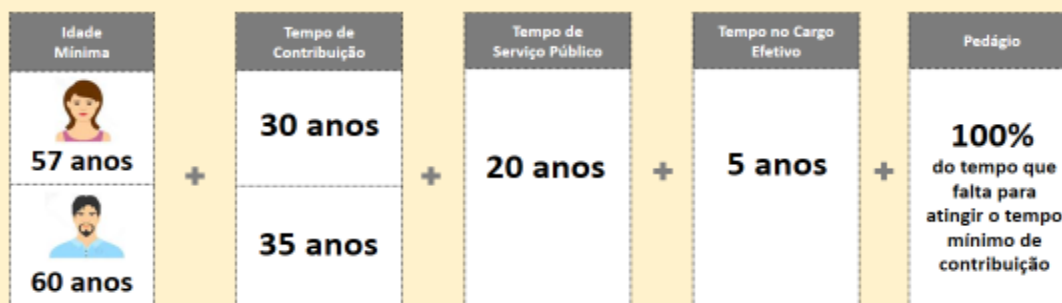 Idade
Mínima
Tempo de
Contribuição
Tempo de
Serviço Público
Tempo no Cargo
Efetivo
Pedágio
57 anos
60 anos
30 anos
35 anos
20 anos
5 anos
100%
do tempo que
falta para
atingir o tempo
mínimo de
contribuição